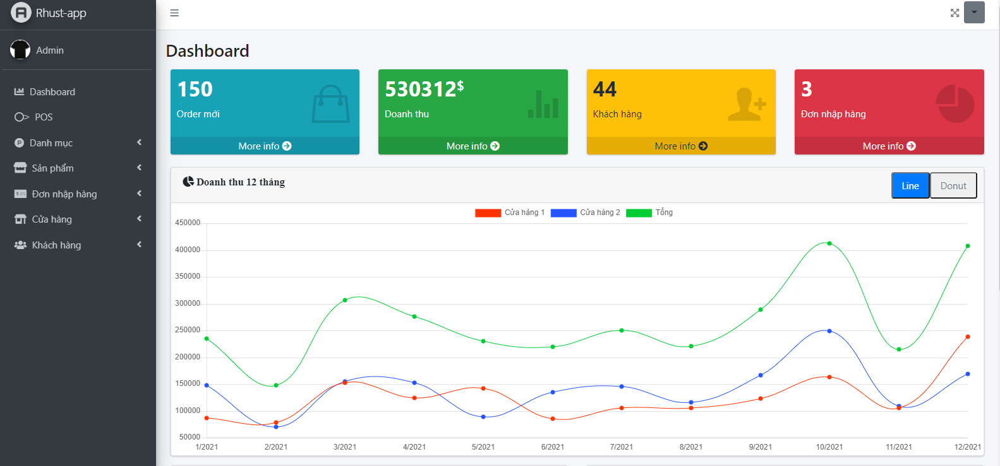 Rhust-app
Admin
Dashboard
POS
Danh mục
Sản phẩm
Đơn nhập hàng
Cửa hàng
Khách hàng
Dashboard
150
Order mới
More info
530312$
Doanh thu
More info
44
Khách hàng
More info
3
Đơn nhập hàng
More info
Doanh thu 12 tháng
Line
Donut
Cửa hàng 1
Cửa hàng 2
Tổng
450000
400000
350000
300000
250000
200000
150000
100000
50000
1/2021
2/2021
3/2021
4/2021
5/2021
6/2021
7/2021
8/2021
9/2021
10/2021
11/2021
12/2021